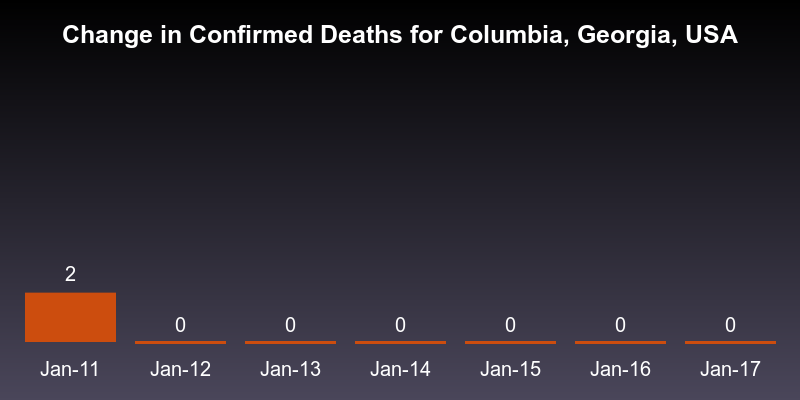 Change in Confirmed Deaths for Columbia, Georgia, USA
2
0 0 0 0 0 0
Jan-11 Jan-12 Jan-13 Jan-14 Jan-15 Jan-16 Jan-17